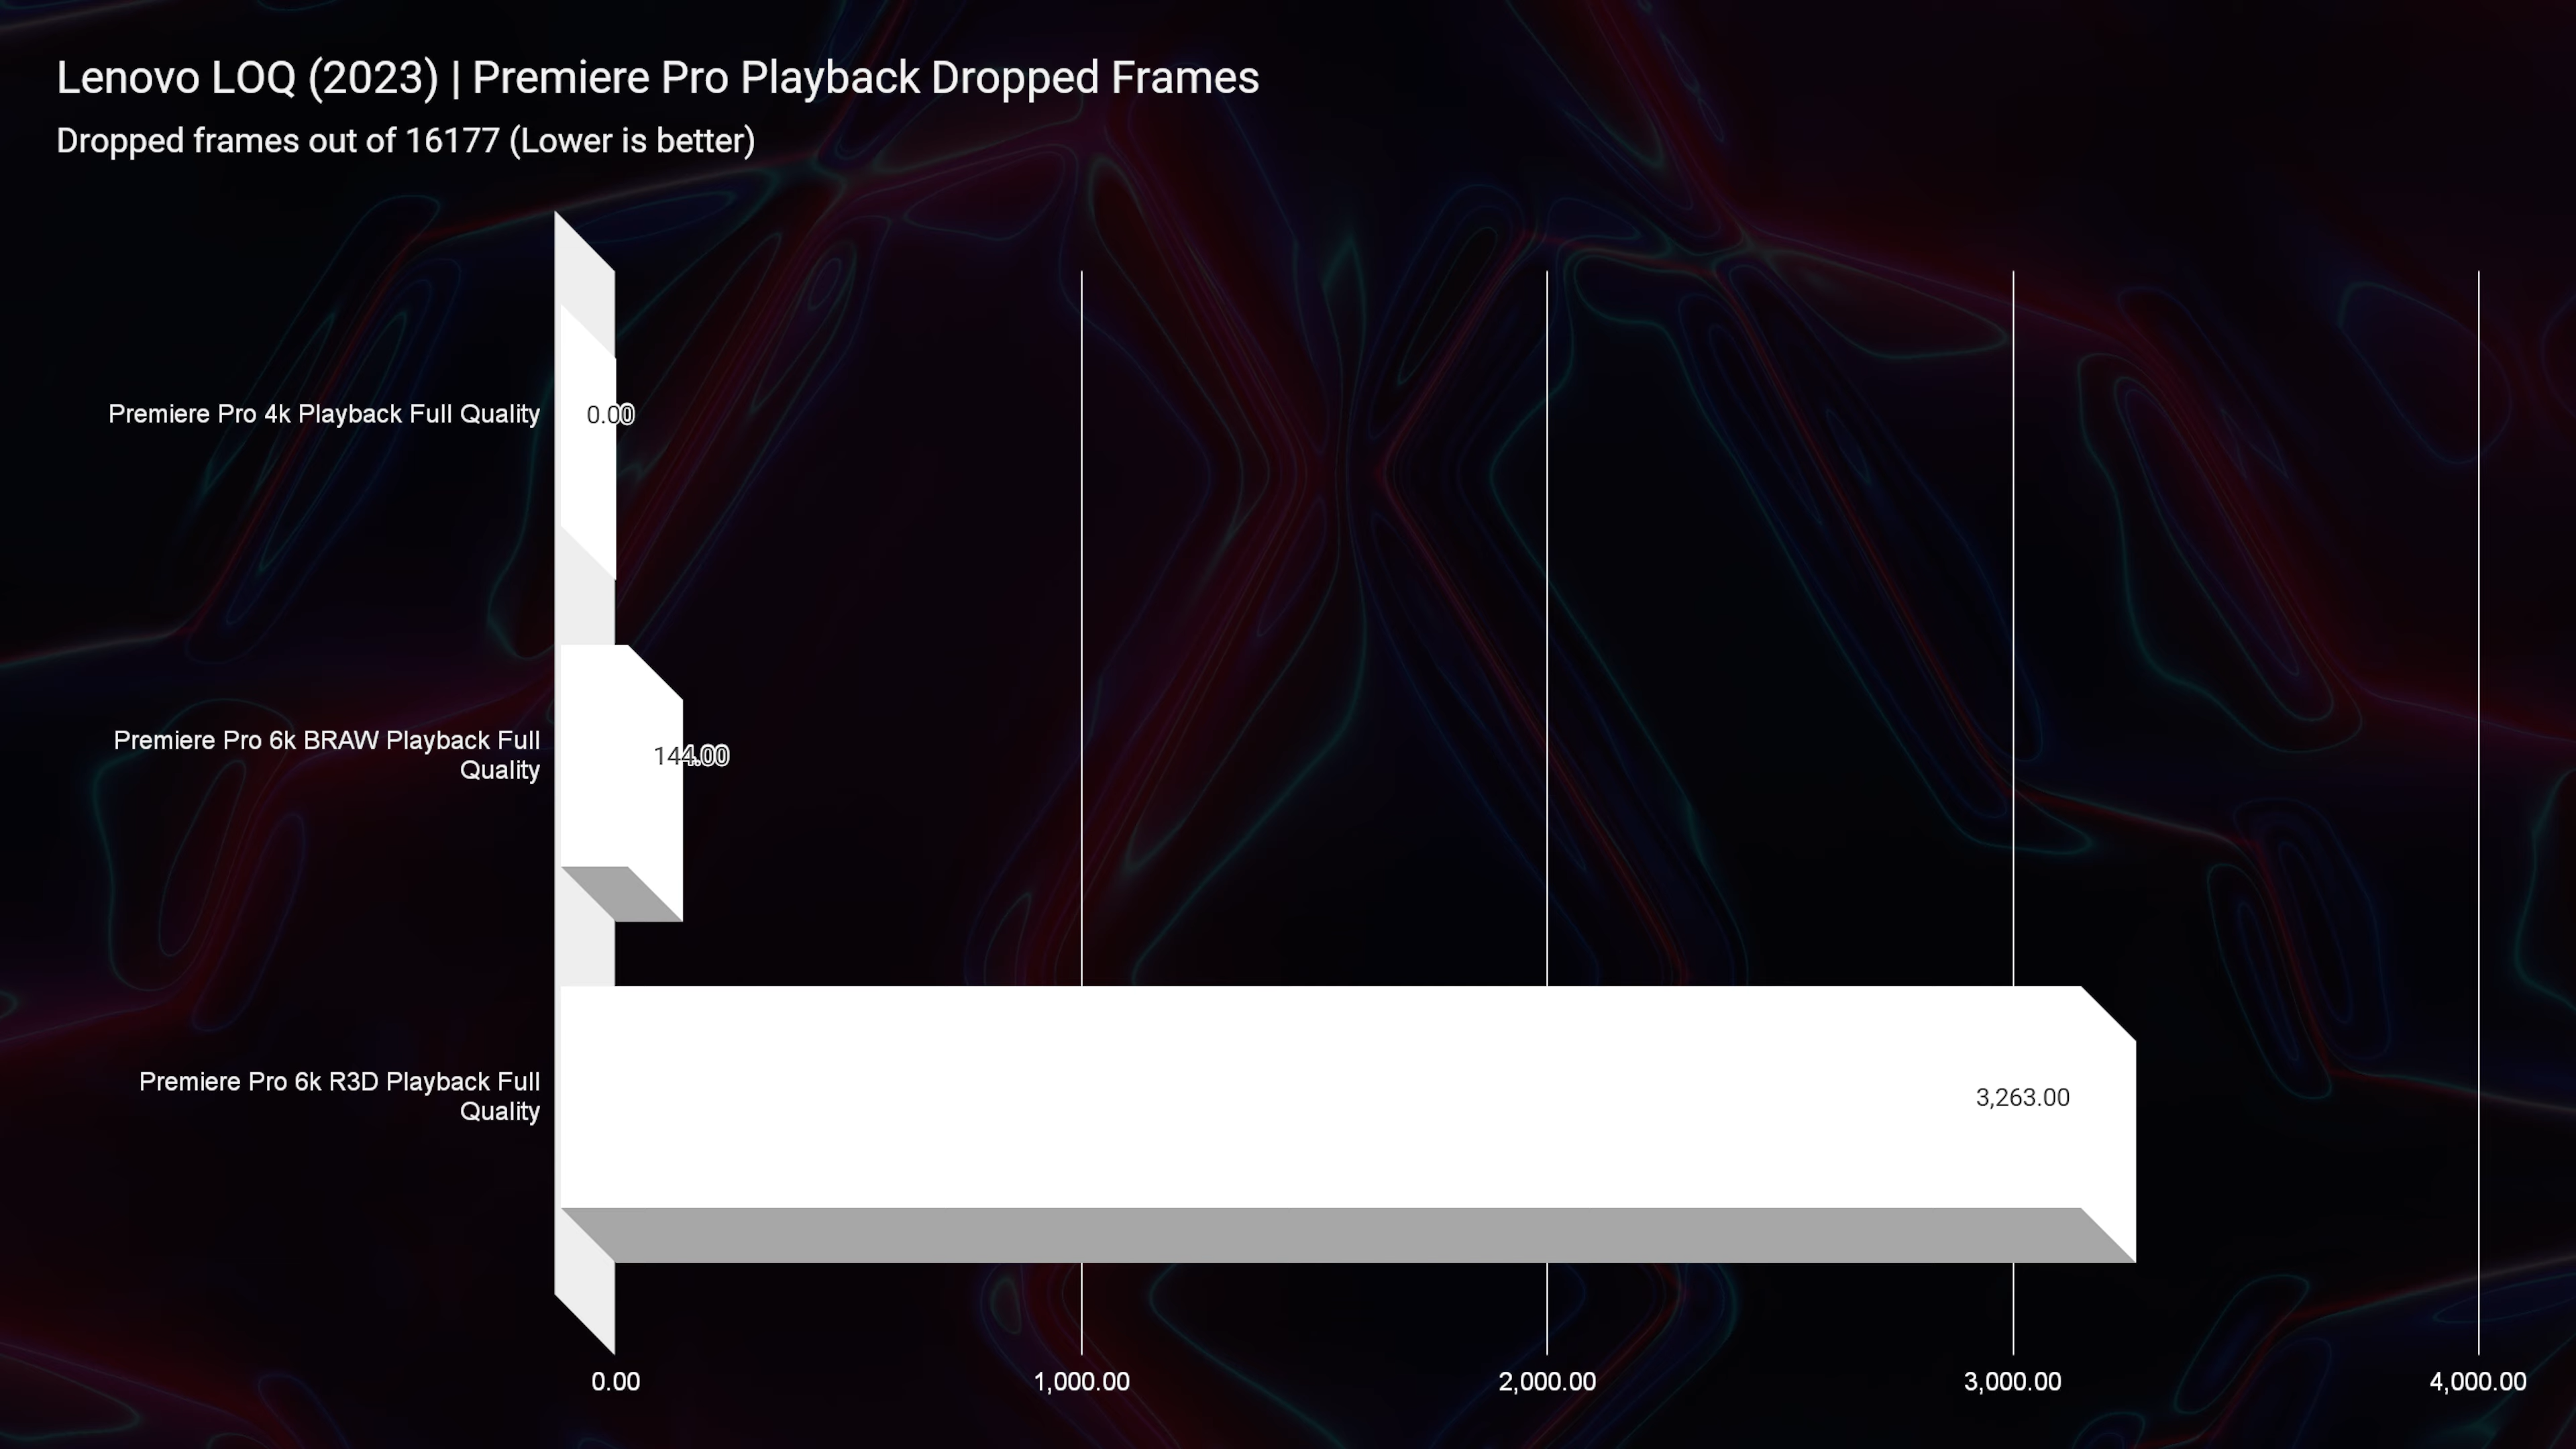 Lenovo LOQ (2023) | Premiere Pro Playback Dropped Frames
Dropped frames out of 16177 (Lower is better)
Premiere Pro 4k Playback Full Quality
0.00
Premiere Pro 6k BRAW Playback Full
Quality
144.00
Premiere Pro 6k R3D Playback Full
Quality
3,263.00
0.00
1,000.00
2,000.00
3,000.00
4,000.00